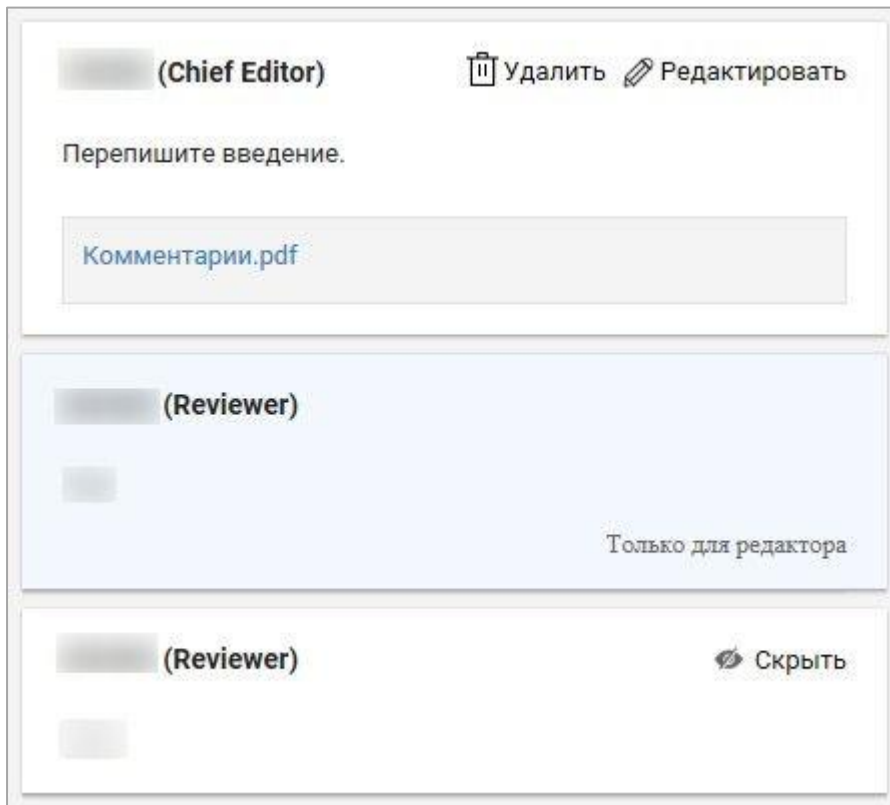 (Chief Editor) Удалить Редактировать
Перепишите введение.
Комментарии.pdf
(Reviewer)
Только для редактора
(Reviewer) Скрыть